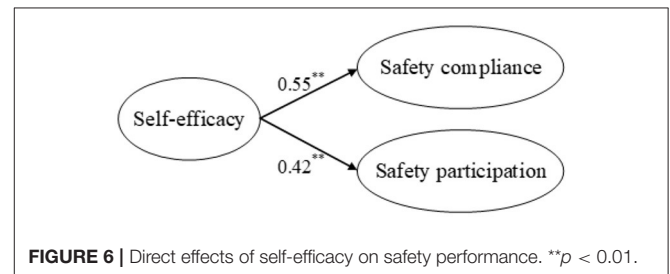 Safety compliance
0.55**
Self-efficacy
0.42**
Safety participation
FIGURE 6 | Direct effects of self-efficacy on safety performance. **p < 0.01.